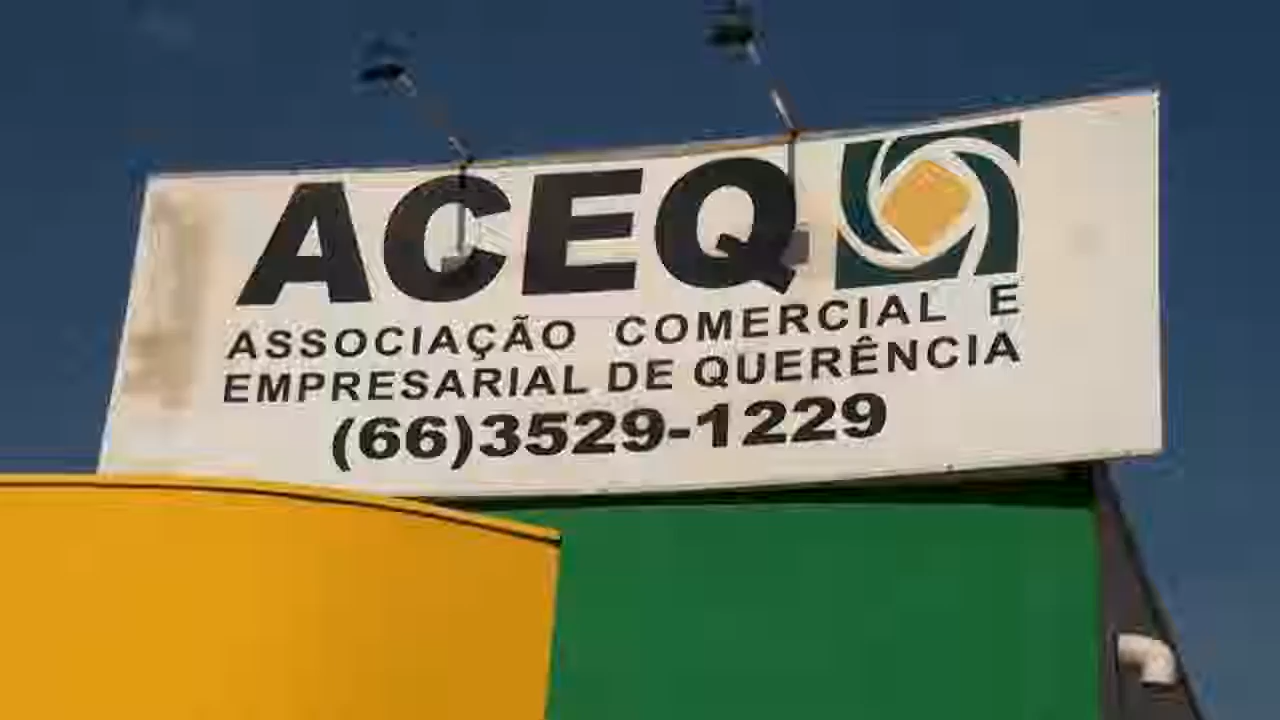 ACEQ
ASSOCIAÇÃO COMERCIAL E
EMPRESARIAL DE QUERÊNCIA
(66)3529-1229